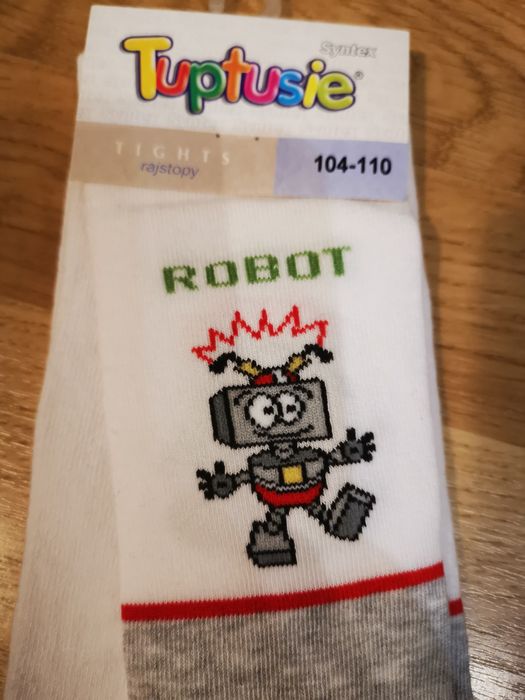 Syntex
Tuptusie®
TIGHTS
rajstopy
104-110
ROBOT